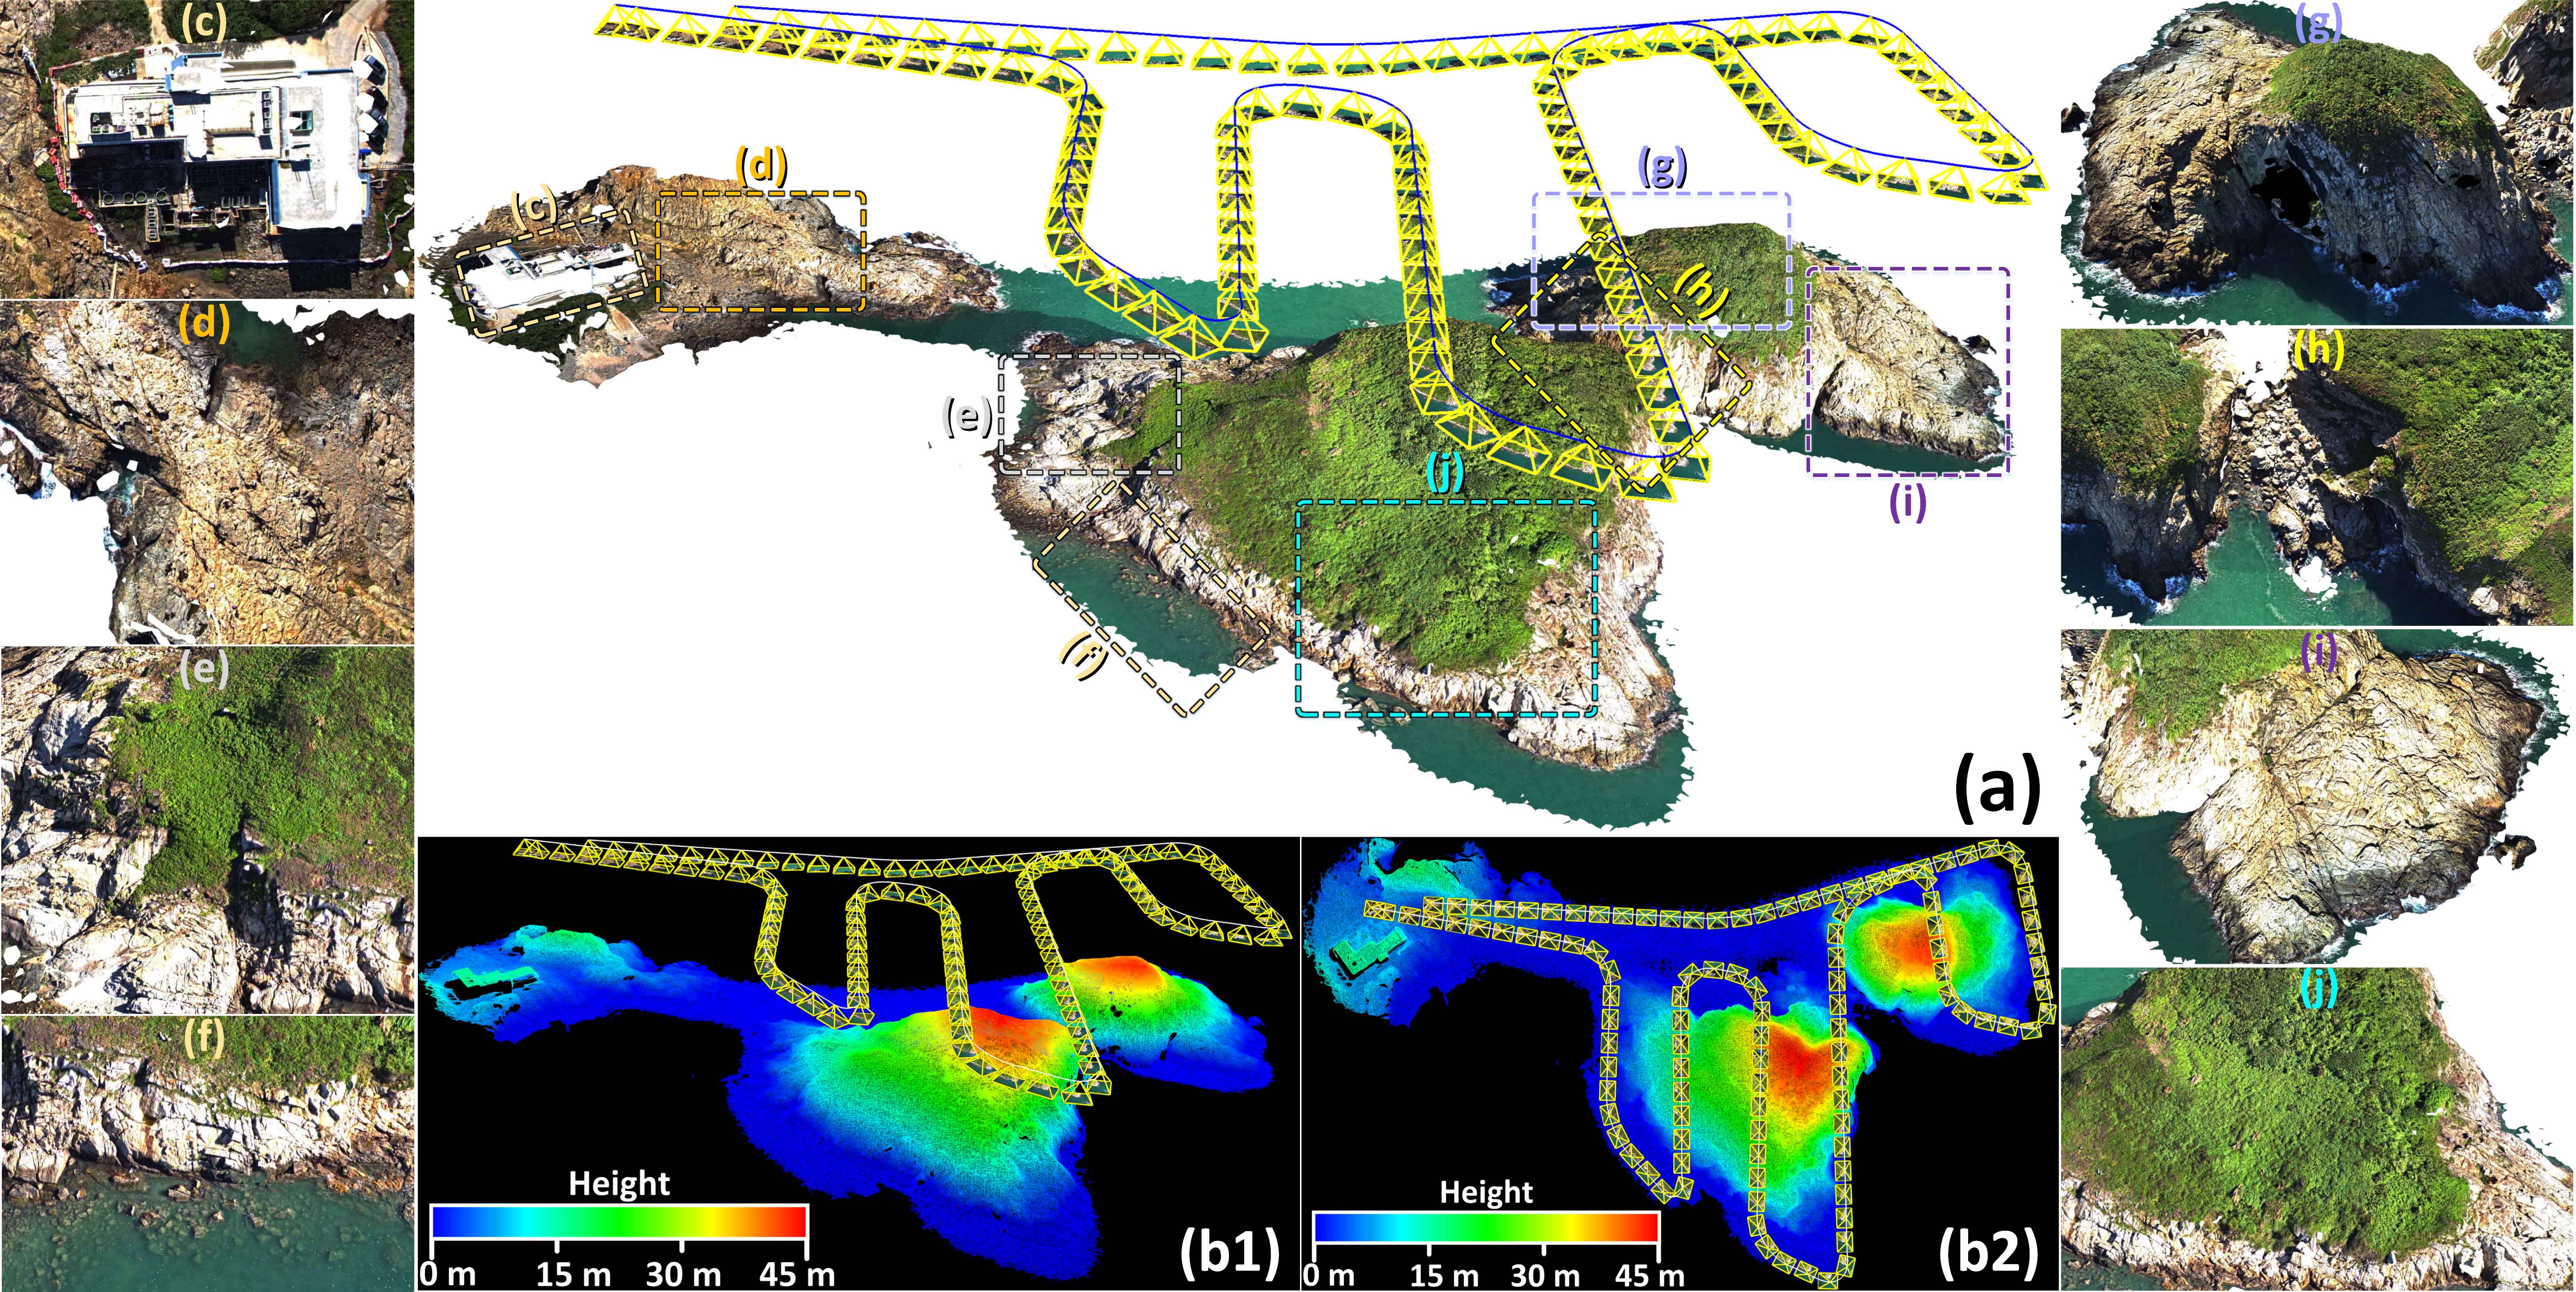 (c)
(d)
(e)
(f)
(c)
(d)
(e)
(f)
(g)
(h)
(i)
(j)
(a)
Height
0 m 15 m 30 m 45 m
(b1)
Height
0 m 15 m 30 m 45 m
(b2)
(g)
(h)
(i)
(j)